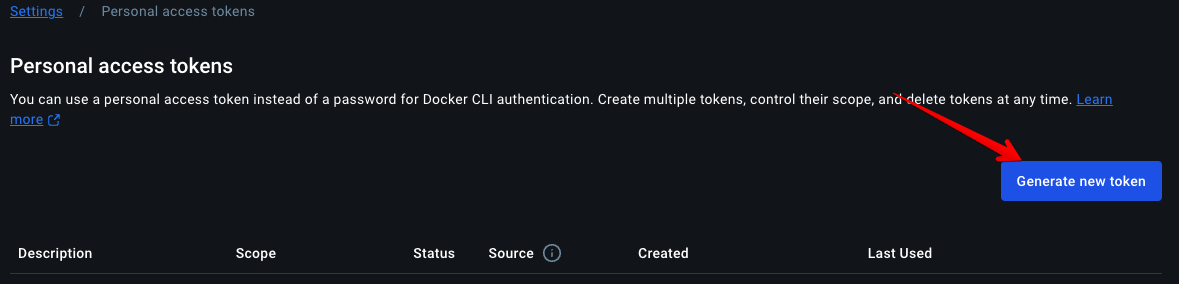 Settings / Personal access tokens
Personal access tokens
You can use a personal access token instead of a password for Docker CLI authentication. Create multiple tokens, control their scope, and delete tokens at any time. Learn
more
Generate new token
Description Scope Status Source Created Last Used